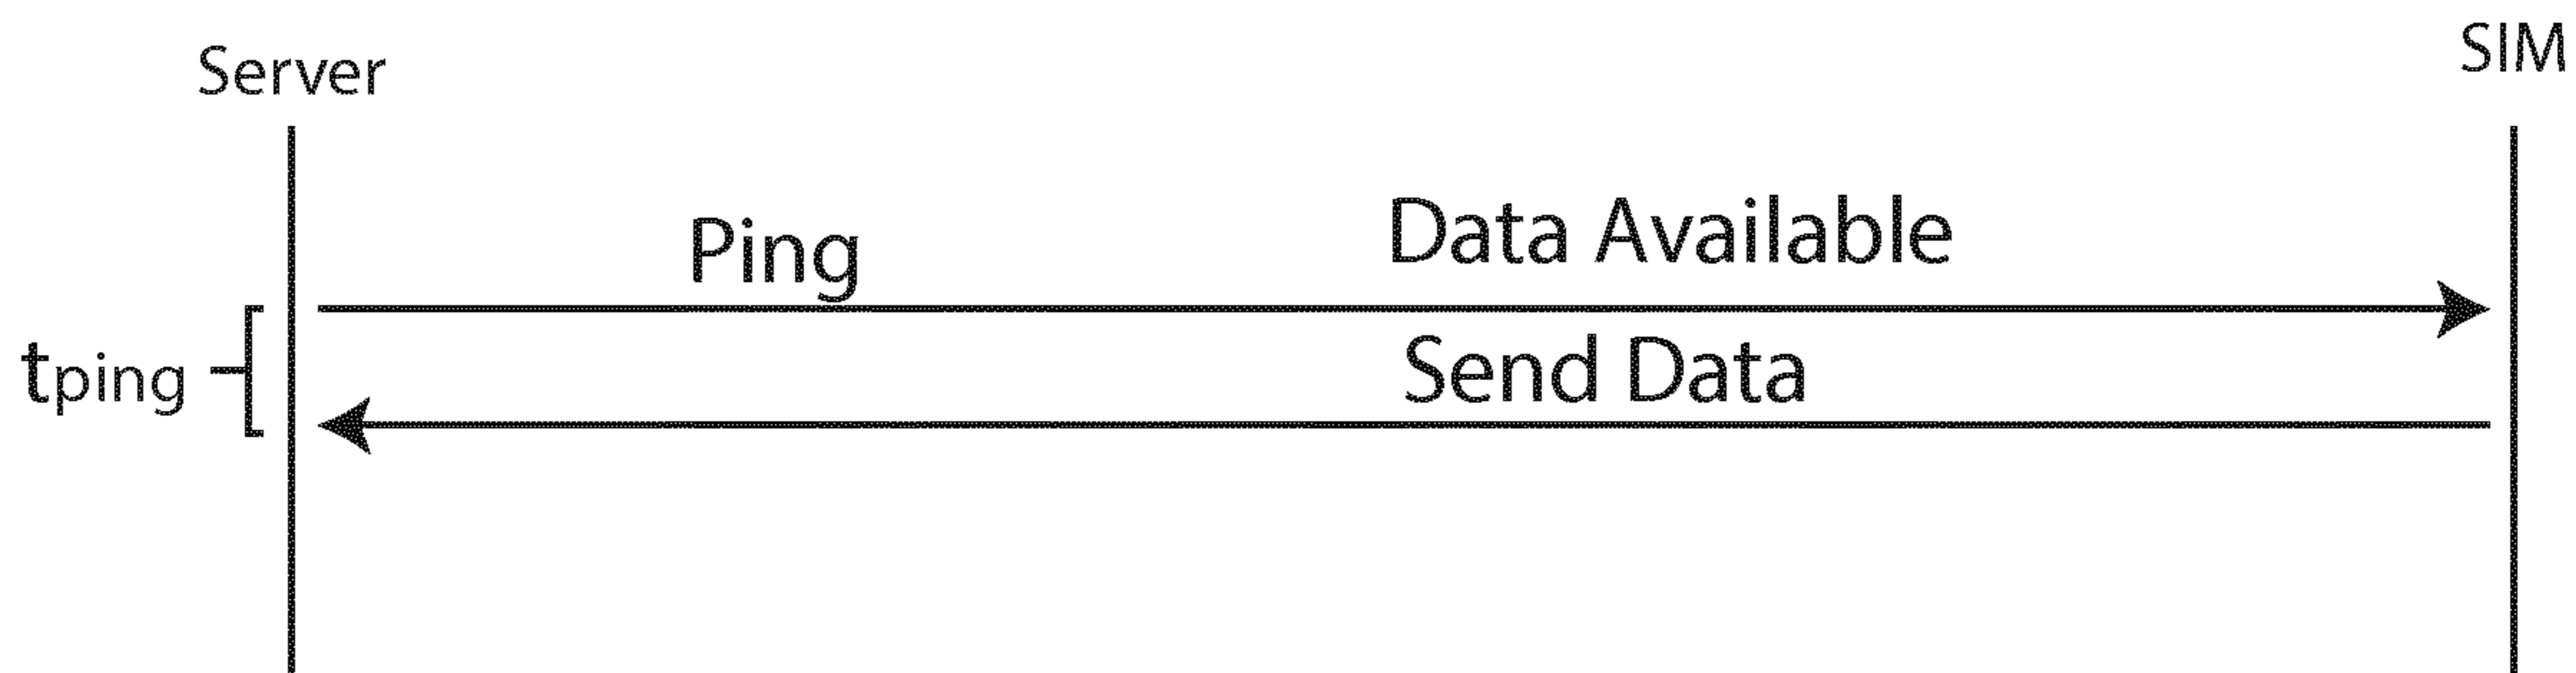 Server
SIM
Ping
Data Available
tping
Send Data